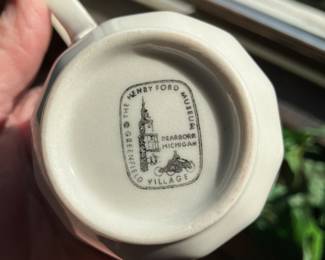 © THE HENRY FORD MUSEUM
DEARBORN
MICHIGAN
GREENFIELD VILLAGE